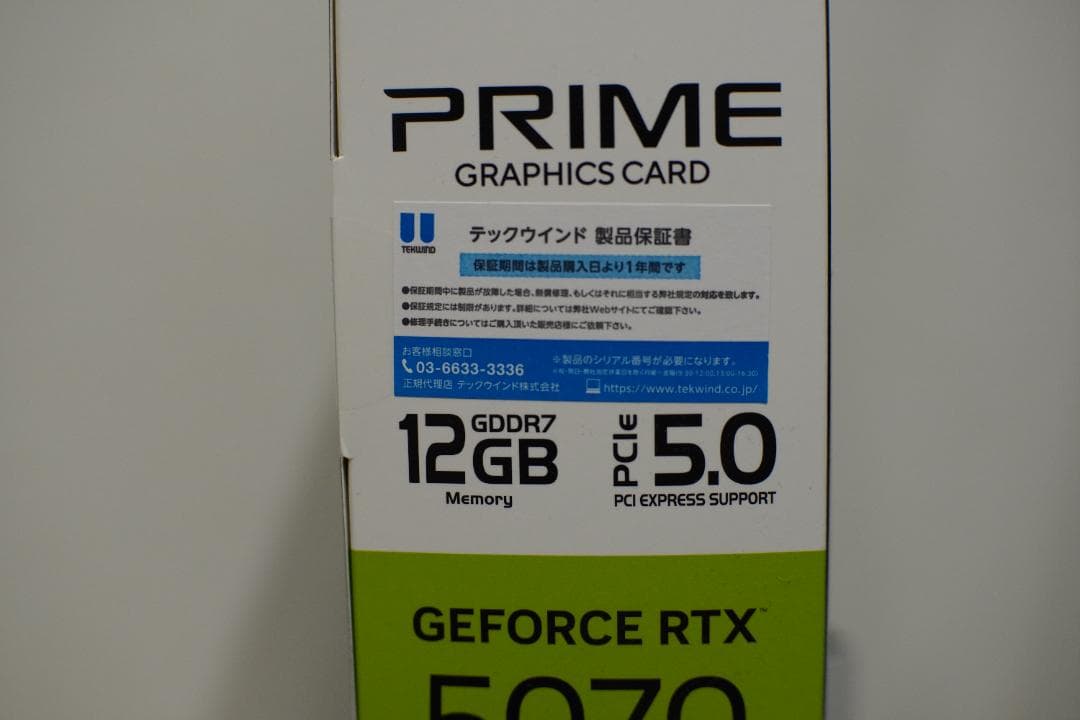 PRIME
GRAPHICS CARD
TEKWIND
テックウインド 製品保証書
保証期間は製品購入日より1年間です
●保証期間中に製品が故障した場合、無償修理、もしくはそれに相当する弊社規定の対応を致します。
●保証規定には制限があります。詳細については弊社Webサイトにてご確認下さい。
●修理手続きについてはご購入頂いた販売店様にご依頼下さい。
お客様相談窓口
03-6633-3336
正規代理店 テックウインド株式会社
※製品のシリアル番号が必要になります。
https://www.tekwind.co.jp/
12GB GDDR7
Memory
PCIe 5.0
PCI EXPRESS SUPPORT
GEFORCE RTX™
5070